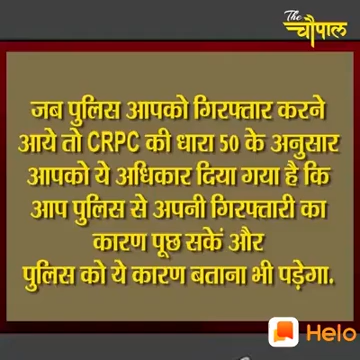 The
चौपाल
जब पुलिस आपको गिरफ्तार करने
आये तो CRPC की धारा 50 के अनुसार
आपको ये अधिकार दिया गया है कि
आप पुलिस से अपनी गिरफ्तारी का
कारण पूछ सकें और
पुलिस को ये कारण बताना भी पड़ेगा.
Helo